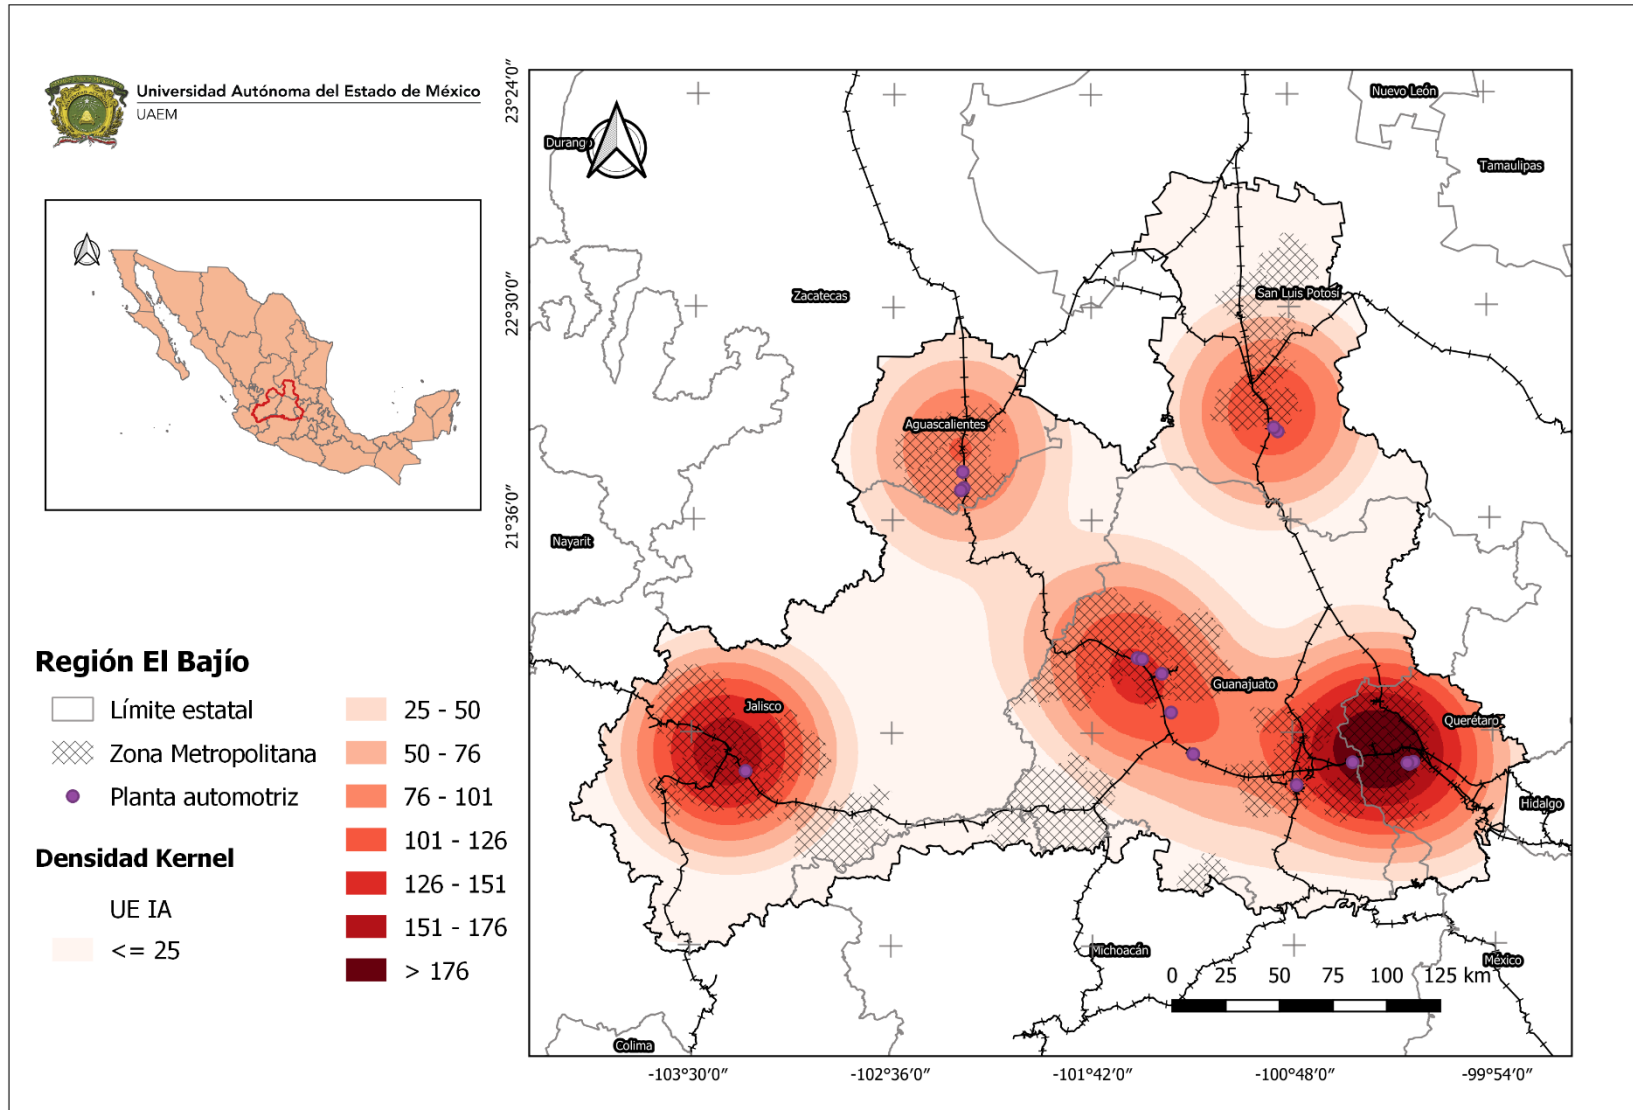 Universidad Autónoma del Estado de México
UAEM
Región El Bajío
Límite estatal
Zona Metropolitana
Planta automotriz
Densidad Kernel
UE IA
<= 25
25 - 50
50 - 76
76 - 101
101 - 126
126 - 151
151 - 176
> 176
23°24'0"
22°30'0"
21°36'0"
Durango
Nuevo León
Tamaulipas
Zacatecas
San Luis Potosí
Aguascalientes
Nayarit
Guanajuato
Jalisco
Querétaro
Hidalgo
Michoacán
México
Colima
0 25 50 75 100 125 km
-103°30'0" -102°36'0" -101°42'0" -100°48'0" -99°54'0"